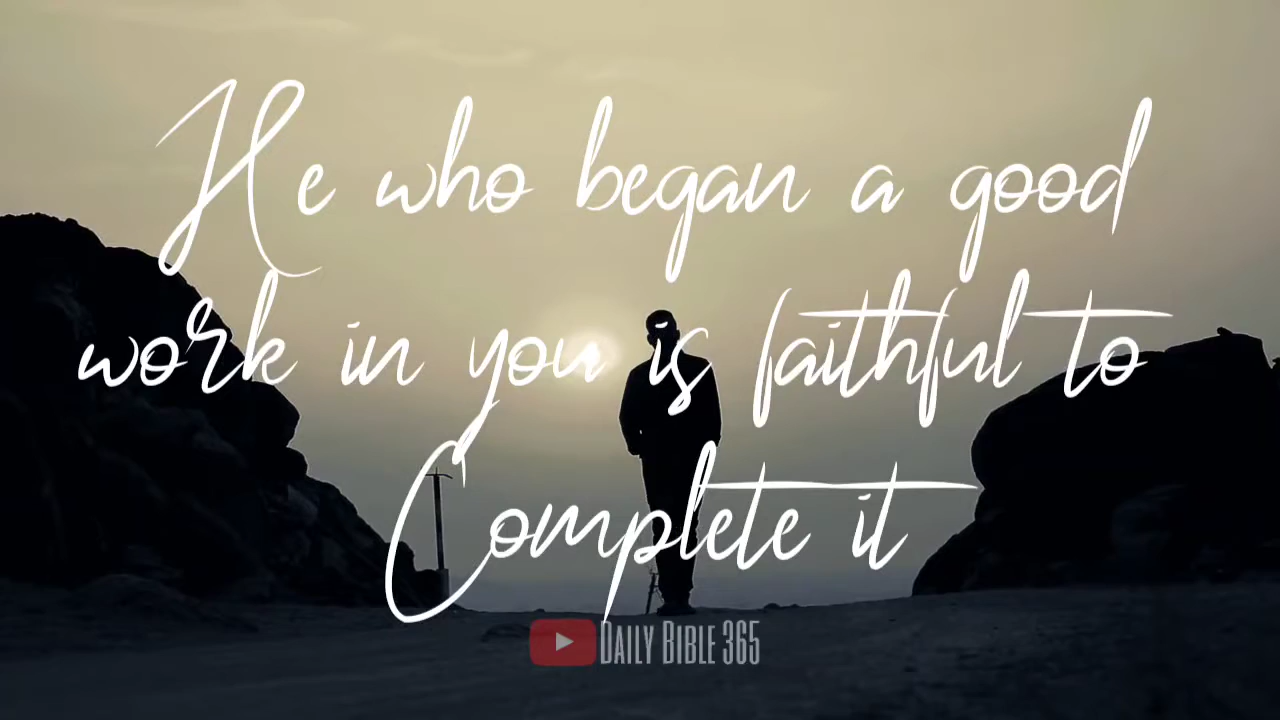 He who began a good
work in you is faithful to
Complete it
DAILY BIBLE 365